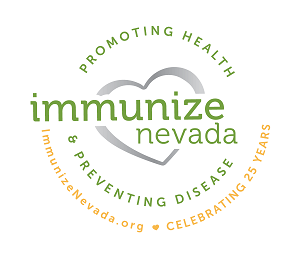 PROMOTING HEALTH
immunize
nevada
& PREVENTING DISEASE
ImmunizeNevada.org ♥ CELEBRATING 25 YEARS